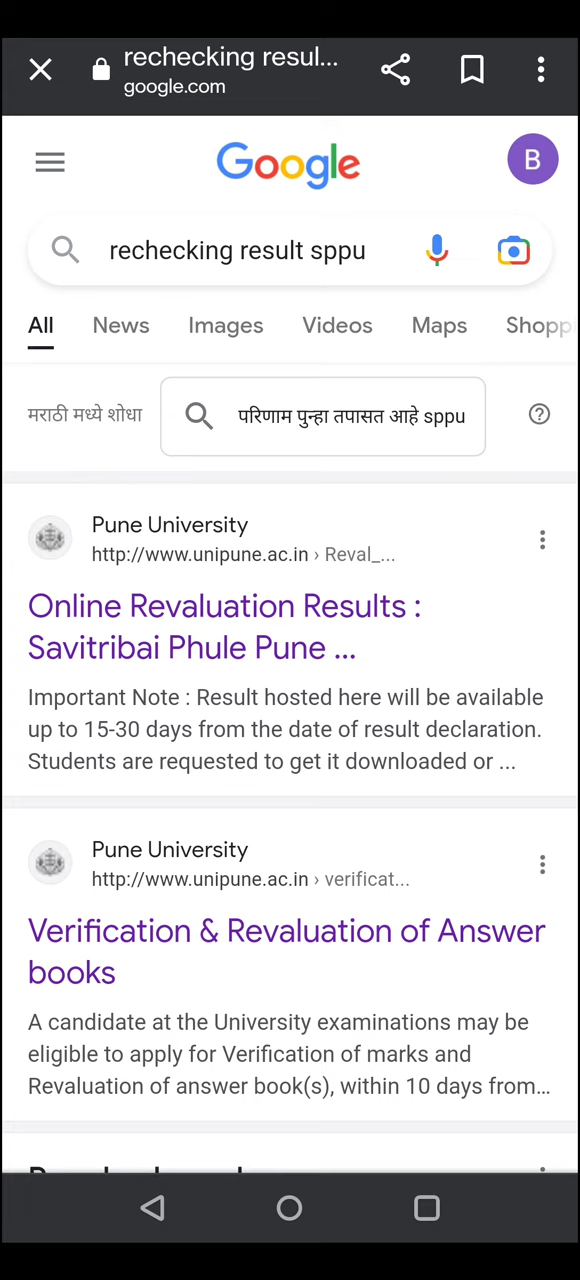 rechecking resul...
google.com
Google
B
rechecking result sppu
All News Images Videos Maps Shopp
मराठी मध्ये शोधा
परिणाम पुन्हा तपासत आहे sppu
Pune University
http://www.unipune.ac.in › Reval_...
Online Revaluation Results :
Savitribai Phule Pune ...
Important Note : Result hosted here will be available
up to 15-30 days from the date of result declaration.
Students are requested to get it downloaded or ...
Pune University
http://www.unipune.ac.in › verificat...
Verification & Revaluation of Answer
books
A candidate at the University examinations may be
eligible to apply for Verification of marks and
Revaluation of answer book(s), within 10 days from...